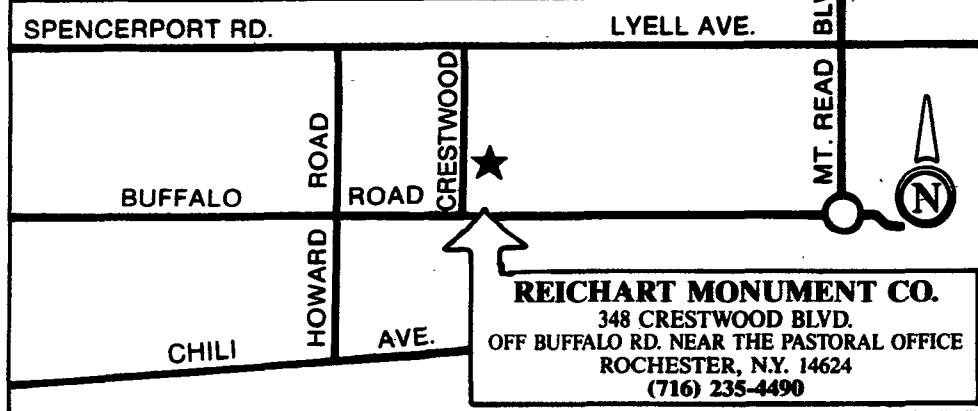 SPENCERPORT RD.
LYELL AVE.
MT. READ BLV
HOWARD ROAD
CRESTWOOD
BUFFALO ROAD
N
CHILI AVE.
REICHART MONUMENT CO.
348 CRESTWOOD BLVD.
OFF BUFFALO RD. NEAR THE PASTORAL OFFICE
ROCHESTER, N.Y. 14624
(716) 235-4490